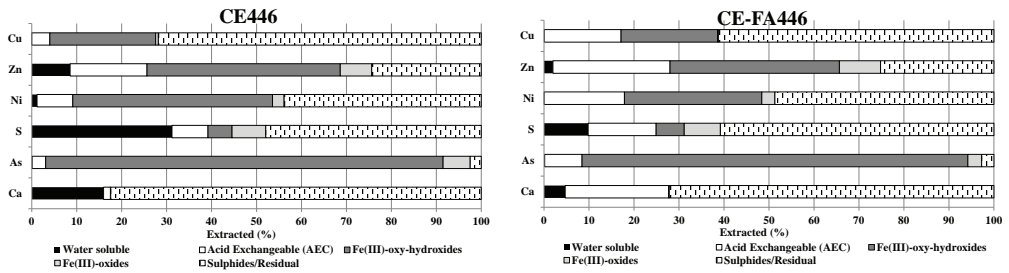 CE446
Cu
Zn
Ni
S
As
Ca
0 10 20 30 40 50 60 70 80 90 100
Extracted (%)
Water soluble Acid Exchangeable (AEC) Fe(III)-oxy-hydroxides
Fe(III)-oxides Sulphides/Residual
CE-FA446
Cu
Zn
Ni
S
As
Ca
0 10 20 30 40 50 60 70 80 90 100
Extracted (%)
Water soluble Acid Exchangeable (AEC) Fe(III)-oxy-hydroxides
Fe(III)-oxides Sulphides/Residual